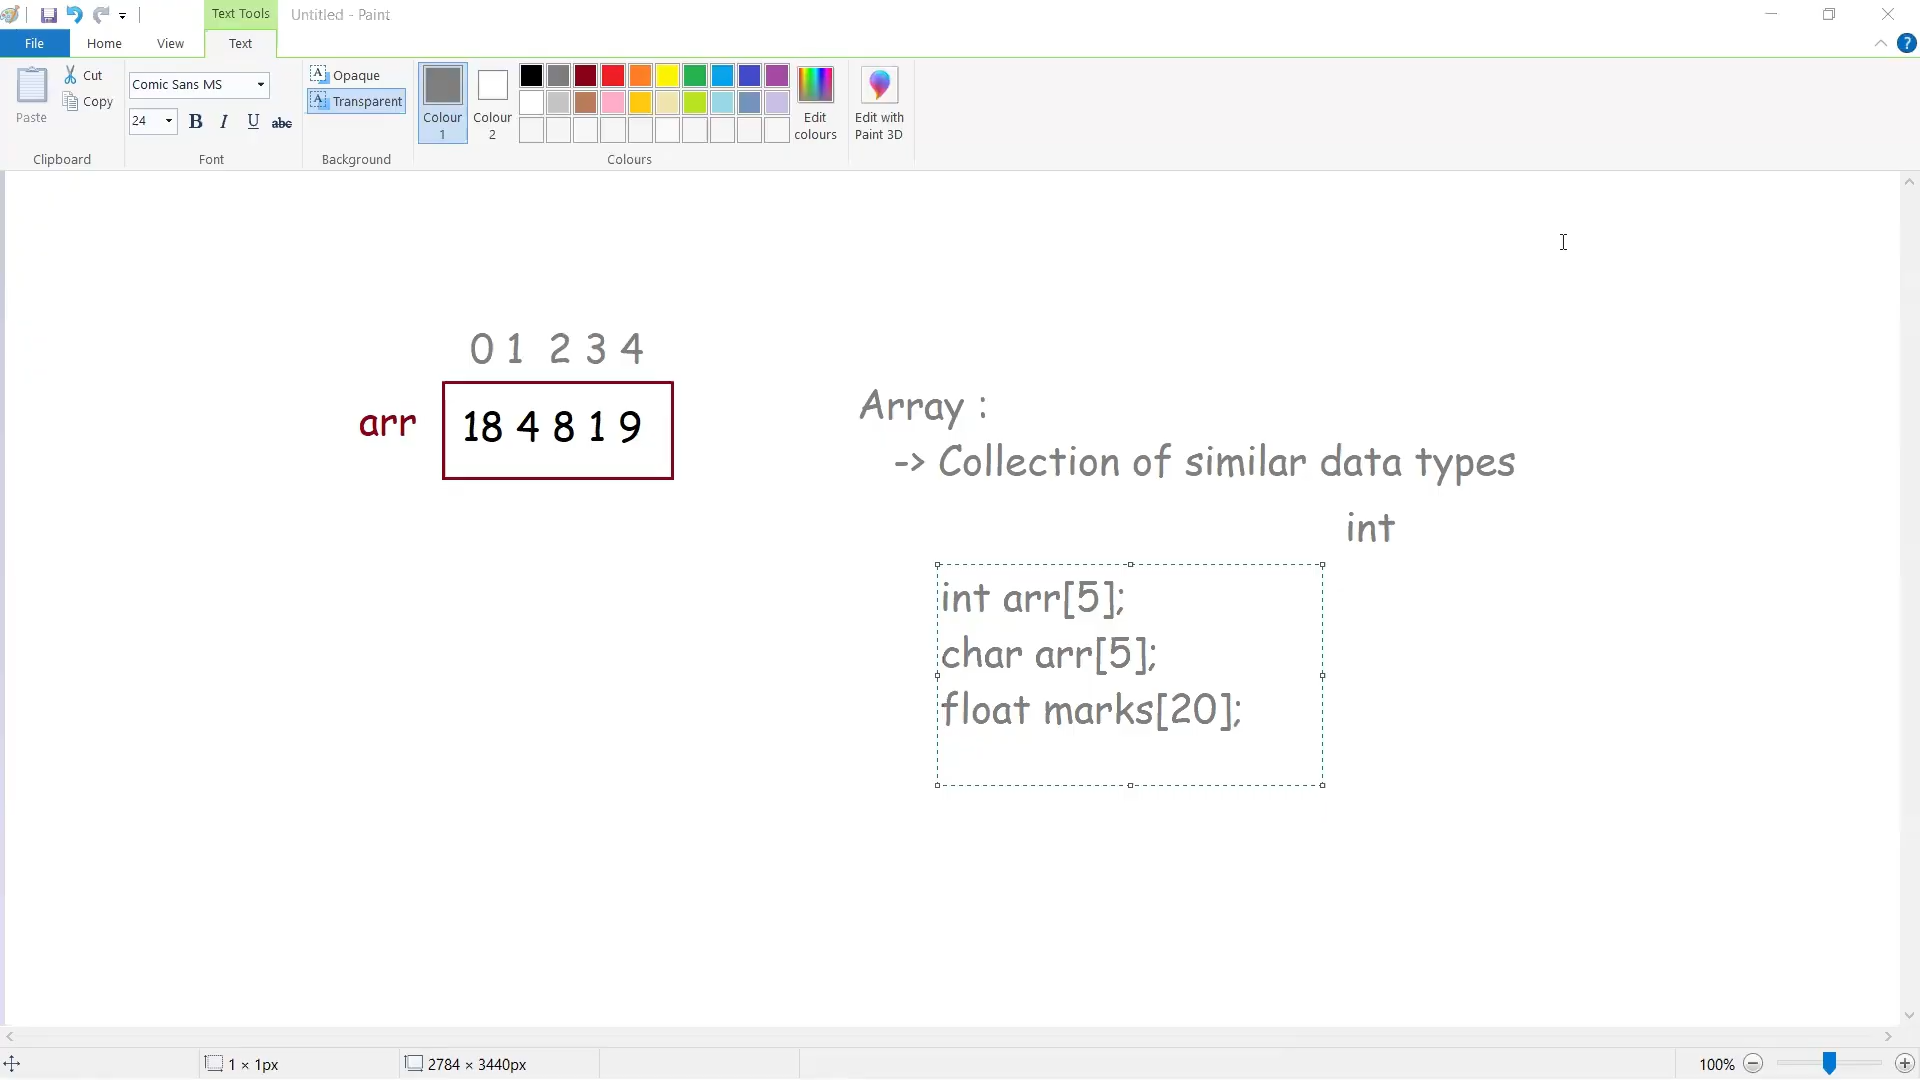 Text Tools
Untitled - Paint
File
Home
View
Text
Paste
Cut
Copy
Clipboard
Comic Sans MS
24
B I U abc
Font
Opaque
Transparent
Background
Colour 1
Colour 2
Edit colours
Colours
Edit with Paint 3D
0 1 2 3 4
arr
18 4 8 1 9
Array :
-> Collection of similar data types
int
int arr[5];
char arr[5];
float marks[20];
1 × 1px
2784 × 3440px
100%